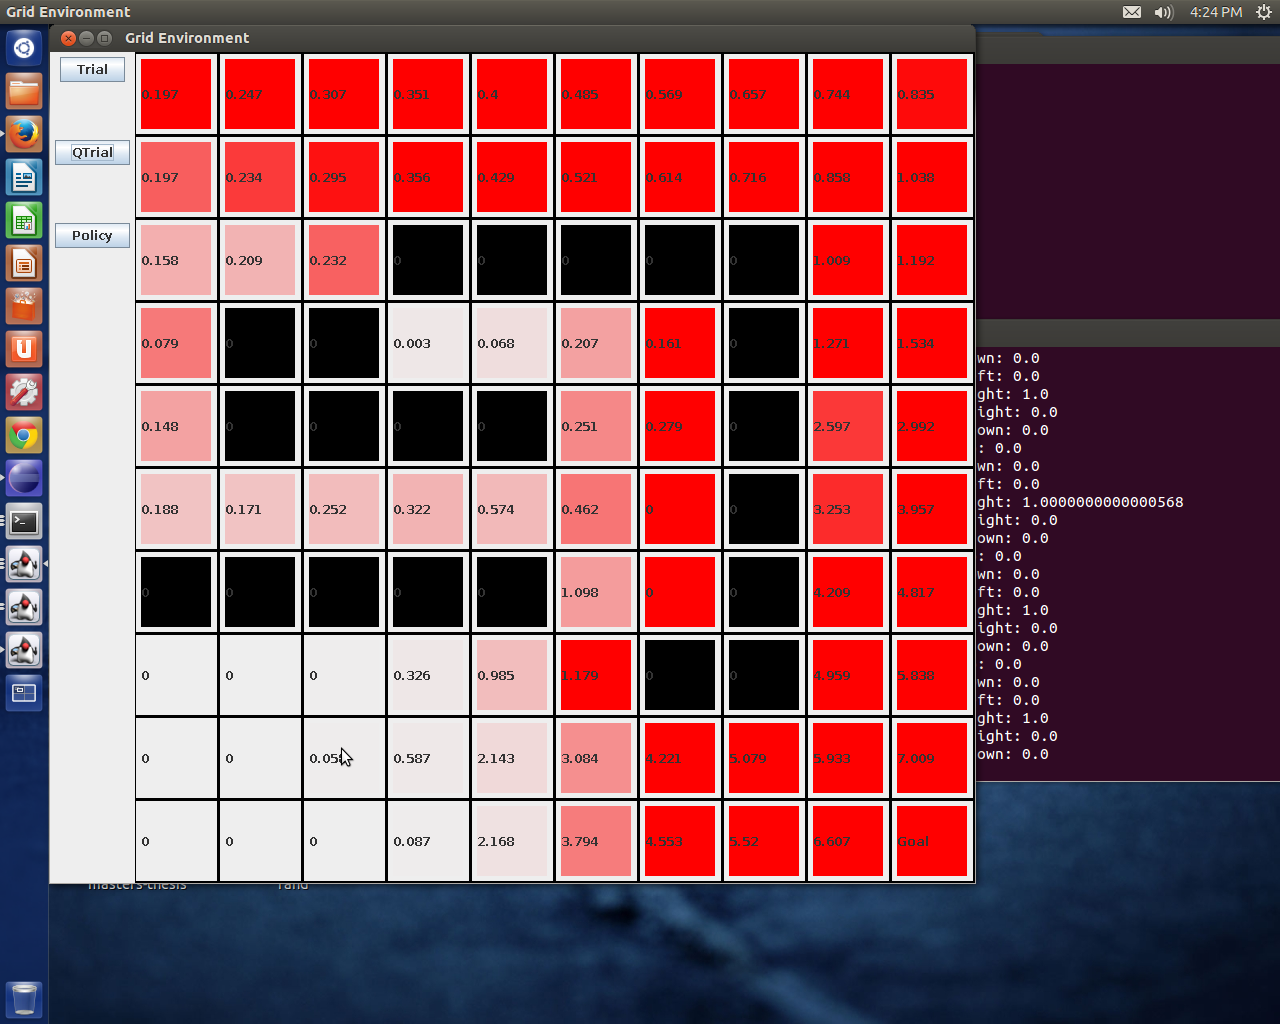 Grid Environment
4:24 PM
Grid Environment
Trial
0.197 0.247 0.307 0.351 0.4 0.485 0.569 0.657 0.744 0.835
QTrial
0.197 0.234 0.295 0.356 0.429 0.521 0.614 0.716 0.858 1.038
Policy
0.158 0.209 0.232 0 0 0 0 0 1.009 1.192
0.079 0 0 0.003 0.068 0.207 0.161 0 1.271 1.534
0.148 0 0 0 0 0.251 0.279 0 2.597 2.992
0.188 0.171 0.252 0.322 0.574 0.462 0 0 3.253 3.957
0 0 0 0 0 1.098 0 0 4.209 4.817
0 0 0 0.326 0.985 1.179 0 0 4.959 5.838
0 0 0.587 2.143 3.084 4.221 5.079 5.933 7.009
0 0 0 0.087 2.168 3.794 4.553 5.52 6.607 Goal
wn: 0.0
ft: 0.0
ght: 1.0
ight: 0.0
own: 0.0
: 0.0
wn: 0.0
ft: 0.0
ght: 1.0000000000000568
ight: 0.0
own: 0.0
: 0.0
wn: 0.0
ft: 0.0
ght: 1.0
ight: 0.0
own: 0.0
: 0.0
wn: 0.0
ft: 0.0
ght: 1.0
ight: 0.0
own: 0.0
masters-thesis rand